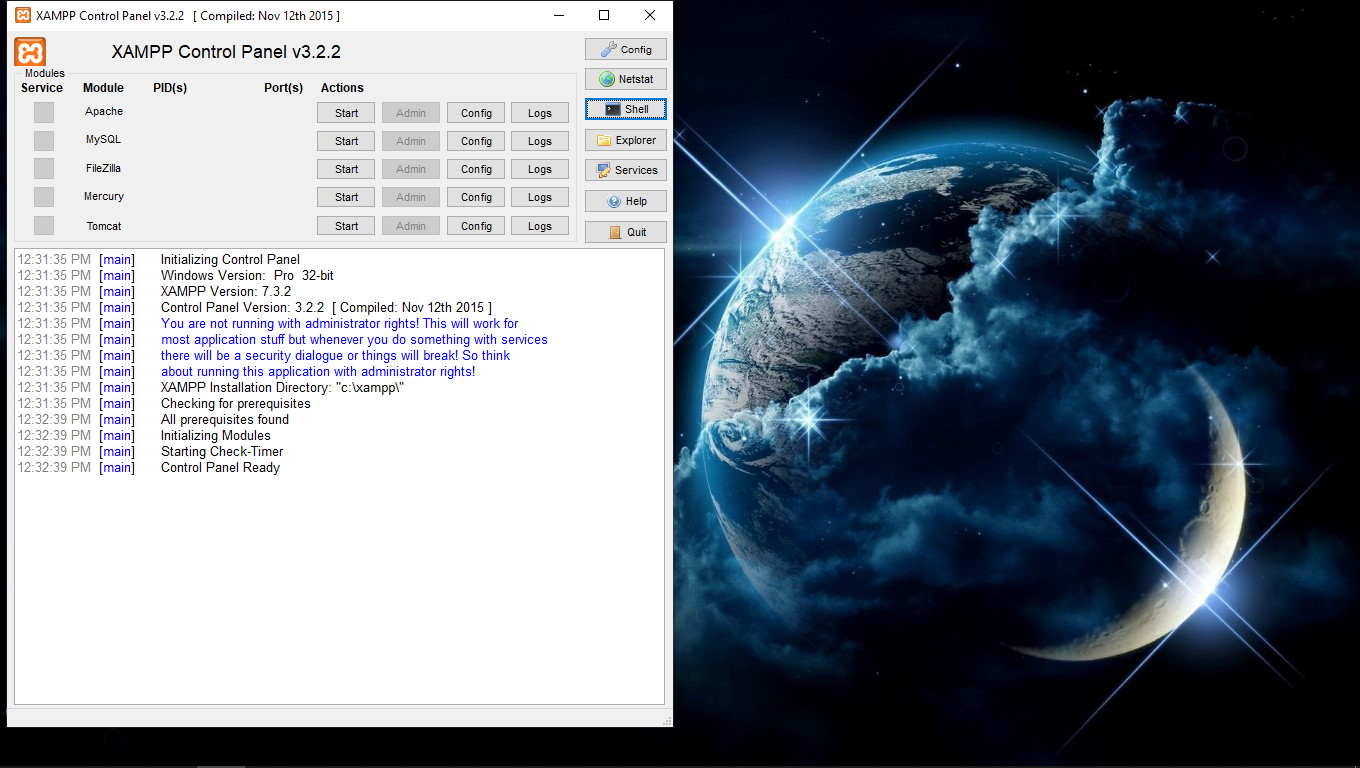 XAMPP Control Panel v3.2.2 [ Compiled: Nov 12th 2015 ]
XAMPP Control Panel v3.2.2
Config
Netstat
Shell
Explorer
Services
Help
Quit
Modules
Service Module PID(s) Port(s) Actions
Apache Start Admin Config Logs
MySQL Start Admin Config Logs
FileZilla Start Admin Config Logs
Mercury Start Admin Config Logs
Tomcat Start Admin Config Logs
12:31:35 PM [main] Initializing Control Panel
12:31:35 PM [main] Windows Version: Pro 32-bit
12:31:35 PM [main] XAMPP Version: 7.3.2
12:31:35 PM [main] Control Panel Version: 3.2.2 [ Compiled: Nov 12th 2015 ]
12:31:35 PM [main] You are not running with administrator rights! This will work for
12:31:35 PM [main] most application stuff but whenever you do something with services
12:31:35 PM [main] there will be a security dialogue or things will break! So think
12:31:35 PM [main] about running this application with administrator rights!
12:31:35 PM [main] XAMPP Installation Directory: "c:\xampp\"
12:31:35 PM [main] Checking for prerequisites
12:32:39 PM [main] All prerequisites found
12:32:39 PM [main] Initializing Modules
12:32:39 PM [main] Starting Check-Timer
12:32:39 PM [main] Control Panel Ready